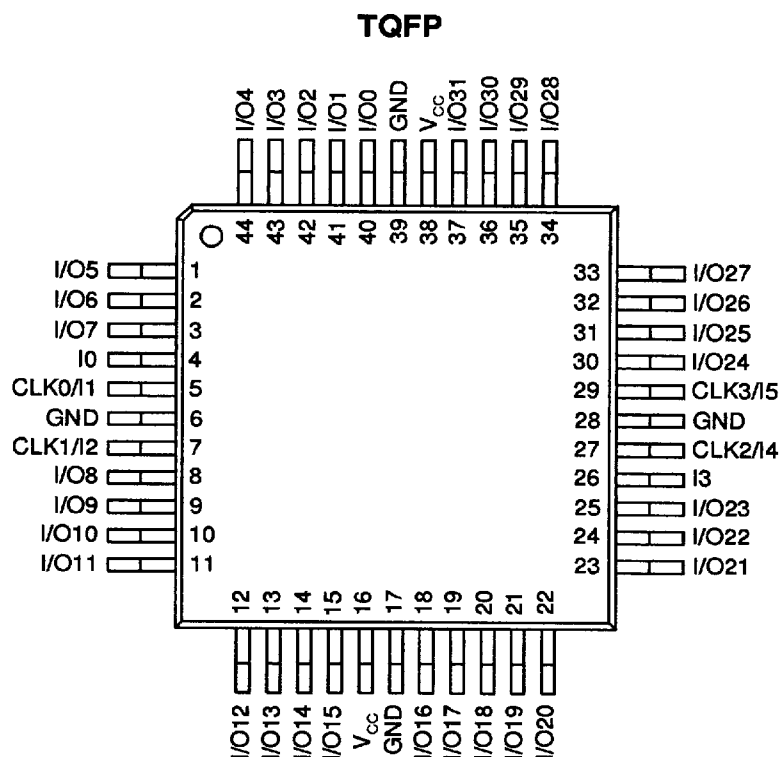 TQFP
I/O4
I/O3
I/O2
I/O1
I/O0
GND
VCC
I/O31
I/O30
I/O29
I/O28
44
43
42
41
40
39
38
37
36
35
34
I/O5 1
I/O6 2
I/O7 3
I0 4
CLK0/I1 5
GND 6
CLK1/I2 7
I/O8 8
I/O9 9
I/O10 10
I/O11 11
33 I/O27
32 I/O26
31 I/O25
30 I/O24
29 CLK3/I5
28 GND
27 CLK2/I4
26 I3
25 I/O23
24 I/O22
23 I/O21
12
13
14
15
16
17
18
19
20
21
22
I/O12
I/O13
I/O14
I/O15
VCC
GND
I/O16
I/O17
I/O18
I/O19
I/O20